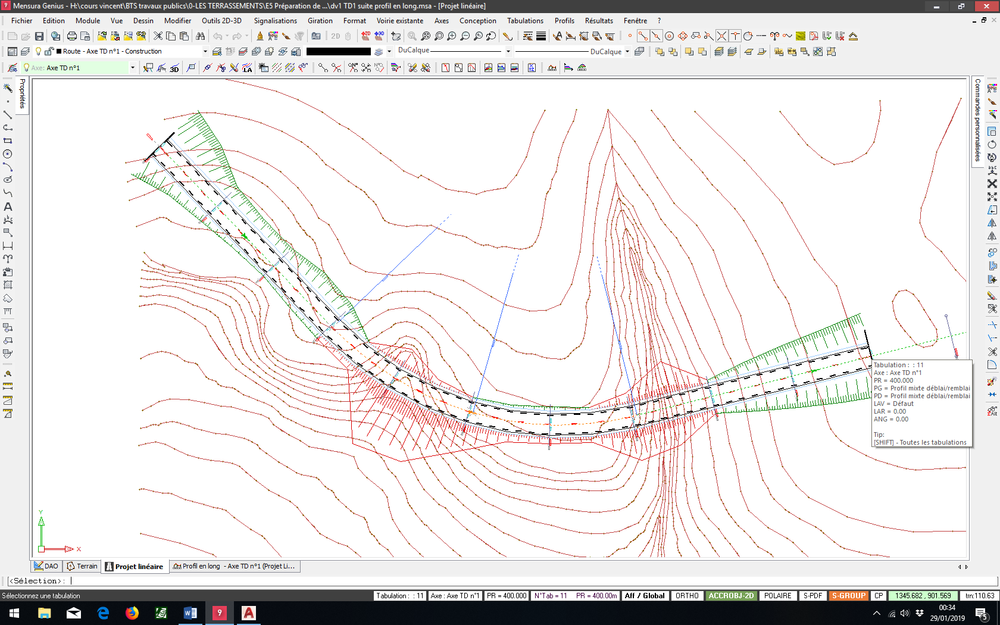 9 Mensura Genius - H:\cours vincent\BTS travaux publics\0-LES TERRASSEMENTS\E5 Préparation de ...\dv1 TD1 suite profil en long.msa - [Projet linéaire]
Fichier Edition Module Vue Dessin Modifier Outils 2D-3D Signalisations Giration Format Voirie existante Axes Conception Tabulations Profils Résultats Fenêtre ?
Aff 2D
Route - Axe TD n°1 - Construction DuCalque DuCalque
Axe: Axe TD n°1 3D LA
Propriétés
Commandes personnalisées
Tabulation : : 11
Axe : Axe TD n°1
PR = 400.000
PG = Profil mixte déblai/remblai
PD = Profil mixte déblai/remblai
LAV = Défaut
LAR = 0.00
ANG = 0.00
Tip:
[SHIFT] - Toutes les tabulations
Y
X
DAO Terrain Projet linéaire Profil en long - Axe TD n°1 (Projet Li...
<Sélection>:
Sélectionnez une tabulation Tabulation : : 11 Axe : Axe TD n°1 PR = 400.000 N°Tab = 11 PR = 400.00m Aff / Global ORTHO ACCROBJ-2D POLAIRE S-PDF S-GROUP CP 1345.682 , 901.569 trn:110.63
00:34
29/01/2019
5